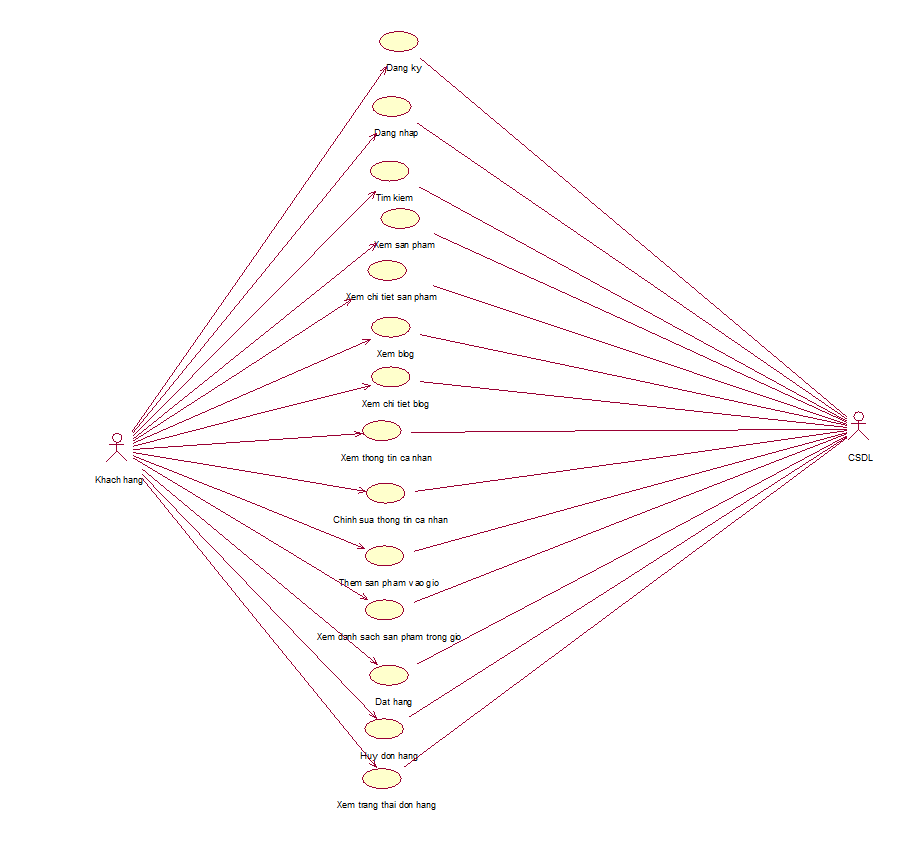 Dang ky
Dang nhap
Tim kiem
Xem san pham
Xem chi tiet san pham
Xem blog
Xem chi tiet blog
Xem thong tin ca nhan
Khach hang
CSDL
Chinh sua thong tin ca nhan
Them san pham vao gio
Xem danh sach san pham trong gio
Dat hang
Huy don hang
Xem trang thai don hang